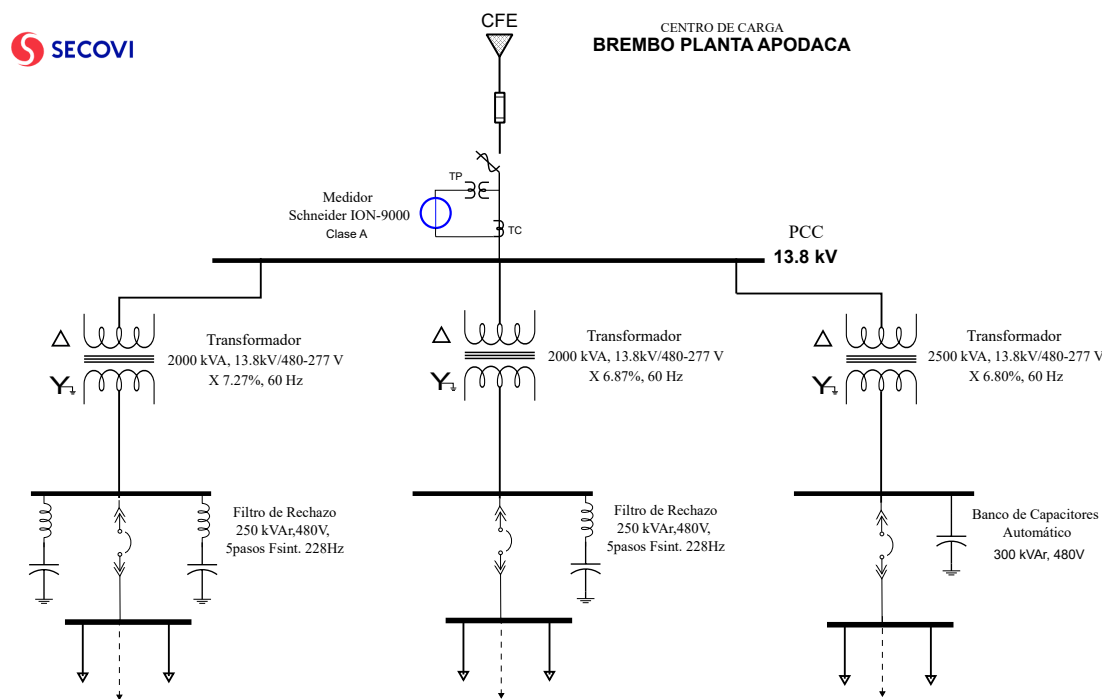 SECOVI
CFE
CENTRO DE CARGA
BREMBO PLANTA APODACA
TP
Medidor
Schneider ION-9000
Clase A
TC
PCC
13.8 kV
Transformador
2000 kVA, 13.8kV/480-277 V
X 7.27%, 60 Hz
Transformador
2000 kVA, 13.8kV/480-277 V
X 6.87%, 60 Hz
Transformador
2500 kVA, 13.8kV/480-277 V
X 6.80%, 60 Hz
Filtro de Rechazo
250 kVAr,480V,
5pasos Fsint. 228Hz
Filtro de Rechazo
250 kVAr,480V,
5pasos Fsint. 228Hz
Banco de Capacitores
Automático
300 kVAr, 480V